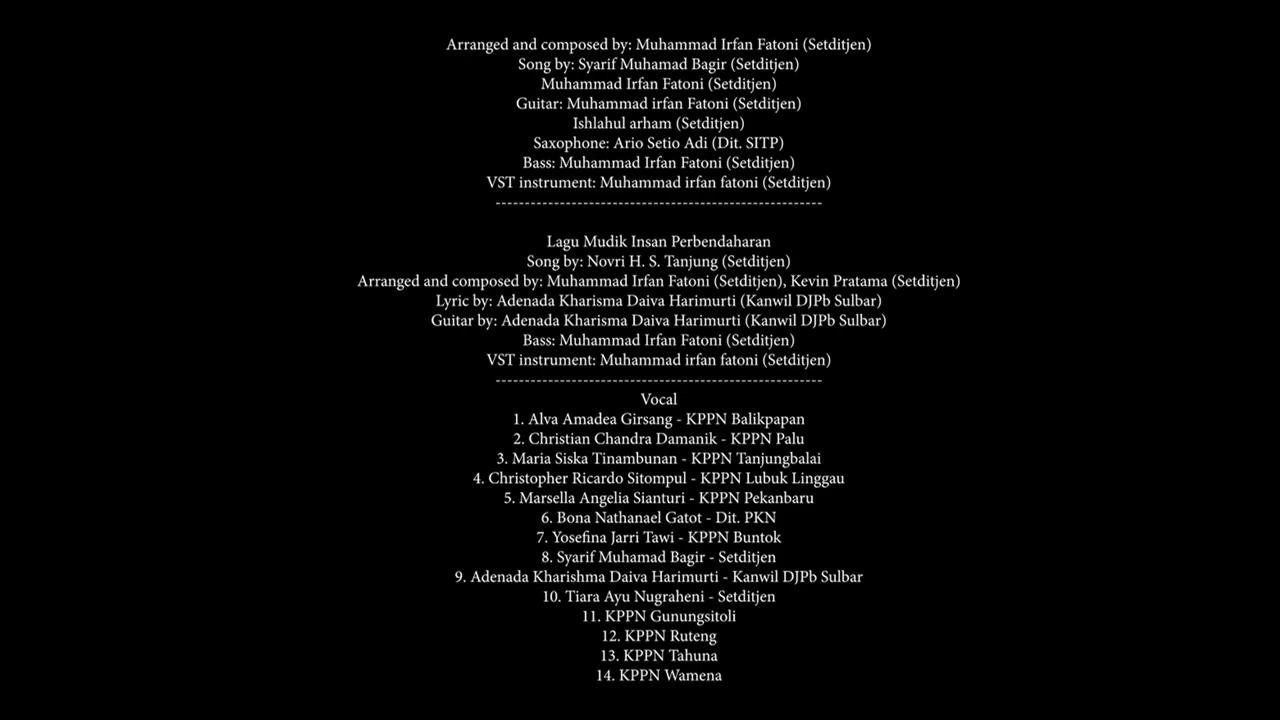 Arranged and composed by: Muhammad Irfan Fatoni (Setditjen)
Song by: Syarif Muhamad Bagir (Setditjen)
Muhammad Irfan Fatoni (Setditjen)
Guitar: Muhammad irfan Fatoni (Setditjen)
Ishlahul arham (Setditjen)
Saxophone: Ario Setio Adi (Dit. SITP)
Bass: Muhammad Irfan Fatoni (Setditjen)
VST instrument: Muhammad irfan fatoni (Setditjen)
--------------------------------------------------------
Lagu Mudik Insan Perbendaharan
Song by: Novri H. S. Tanjung (Setditjen)
Arranged and composed by: Muhammad Irfan Fatoni (Setditjen), Kevin Pratama (Setditjen)
Lyric by: Adenada Kharisma Daiva Harimurti (Kanwil DJPb Sulbar)
Guitar by: Adenada Kharisma Daiva Harimurti (Kanwil DJPb Sulbar)
Bass: Muhammad Irfan Fatoni (Setditjen)
VST instrument: Muhammad irfan fatoni (Setditjen)
--------------------------------------------------------
Vocal
1. Alva Amadea Girsang - KPPN Balikpapan
2. Christian Chandra Damanik - KPPN Palu
3. Maria Siska Tinambunan - KPPN Tanjungbalai
4. Christopher Ricardo Sitompul - KPPN Lubuk Linggau
5. Marsella Angelia Sianturi - KPPN Pekanbaru
6. Bona Nathanael Gatot - Dit. PKN
7. Yosefina Jarri Tawi - KPPN Buntok
8. Syarif Muhamad Bagir - Setditjen
9. Adenada Kharishma Daiva Harimurti - Kanwil DJPb Sulbar
10. Tiara Ayu Nugraheni - Setditjen
11. KPPN Gunungsitoli
12. KPPN Ruteng
13. KPPN Tahuna
14. KPPN Wamena